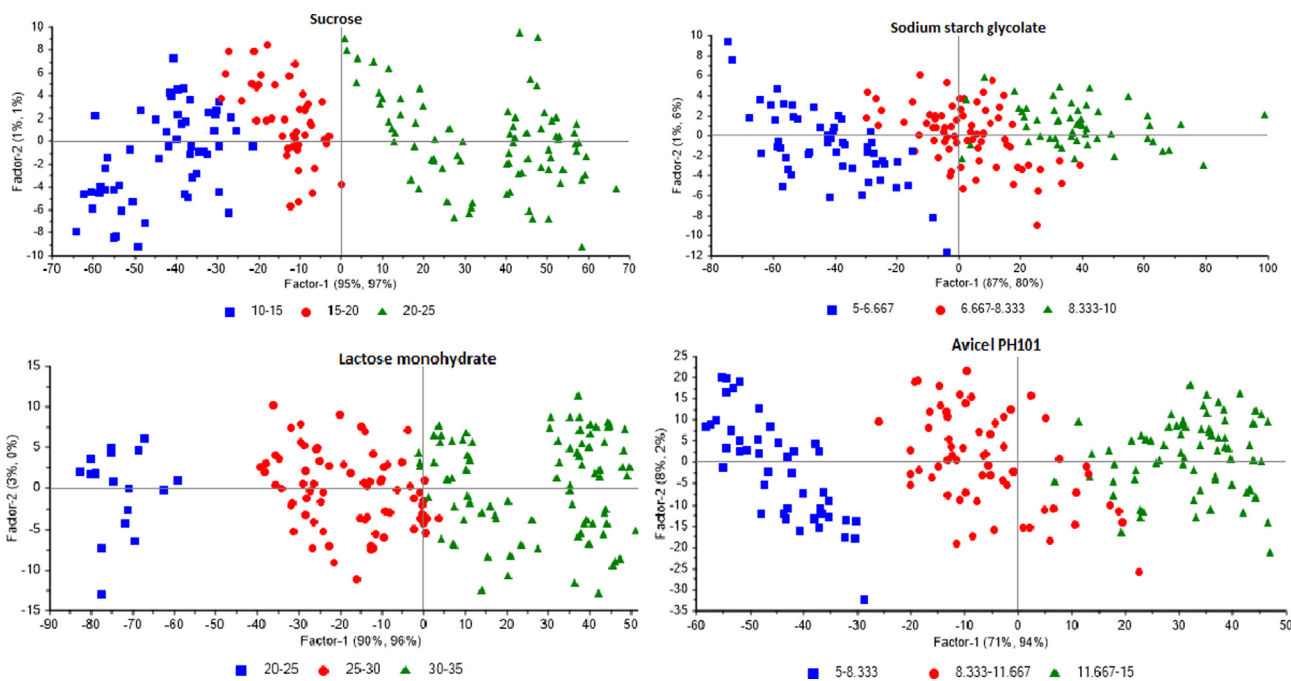 Sucrose
10
8
6
4
2
0
-2
-4
-6
-8
-10
Factor-2 (1%, 1%)
-70 -60 -50 -40 -30 -20 -10 0 10 20 30 40 50 60 70
Factor-1 (95%, 97%)
10-15 15-20 20-25
Sodium starch glycolate
10
8
6
4
2
0
-2
-4
-6
-8
-10
-12
Factor-2 (1%, 6%)
-80 -60 -40 -20 0 20 40 60 80 100
Factor-1 (87%, 80%)
5-6.667 6.667-8.333 8.333-10
Lactose monohydrate
15
10
5
0
-5
-10
-15
Factor-2 (3%, 0%)
-90 -80 -70 -60 -50 -40 -30 -20 -10 0 10 20 30 40 50
Factor-1 (90%, 96%)
20-25 25-30 30-35
Avicel PH101
25
20
15
10
5
0
-5
-10
-15
-20
-25
-30
-35
Factor-2 (8%, 2%)
-60 -50 -40 -30 -20 -10 0 10 20 30 40 50
Factor-1 (71%, 94%)
5-8.333 8.333-11.667 11.667-15